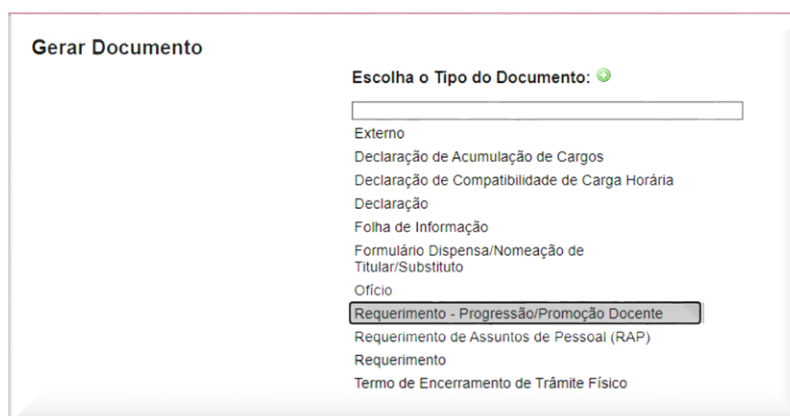 Gerar Documento
Escolha o Tipo do Documento:
Externo
Declaração de Acumulação de Cargos
Declaração de Compatibilidade de Carga Horária
Declaração
Folha de Informação
Formulário Dispensa/Nomeação de
Titular/Substituto
Ofício
Requerimento - Progressão/Promoção Docente
Requerimento de Assuntos de Pessoal (RAP)
Requerimento
Termo de Encerramento de Trâmite Físico